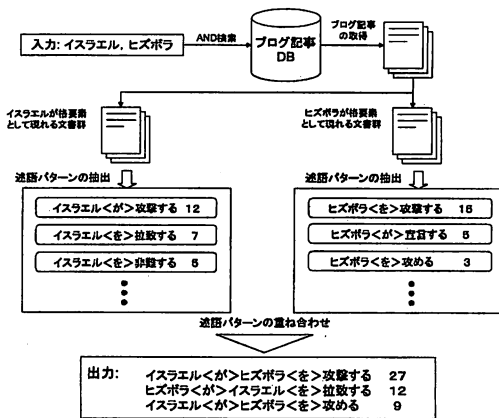 入力: イスラエル, ヒズボラ
AND検索
ブログ記事
DB
ブログ記事
の取得
イスラエルが格要素
として現れる文書群
ヒズボラが格要素
として現れる文書群
述語パターンの抽出
イスラエル<が>攻撃する 12
イスラエル<を>拉致する 7
イスラエル<を>非難する 5
述語パターンの抽出
ヒズボラ<を>攻撃する 15
ヒズボラ<が>宣言する 5
ヒズボラ<を>攻める 3
述語パターンの重ね合わせ
出力: イスラエル<が>ヒズボラ<を>攻撃する 27
ヒズボラ<が>イスラエル<を>拉致する 12
イスラエル<が>ヒズボラ<を>攻める 9